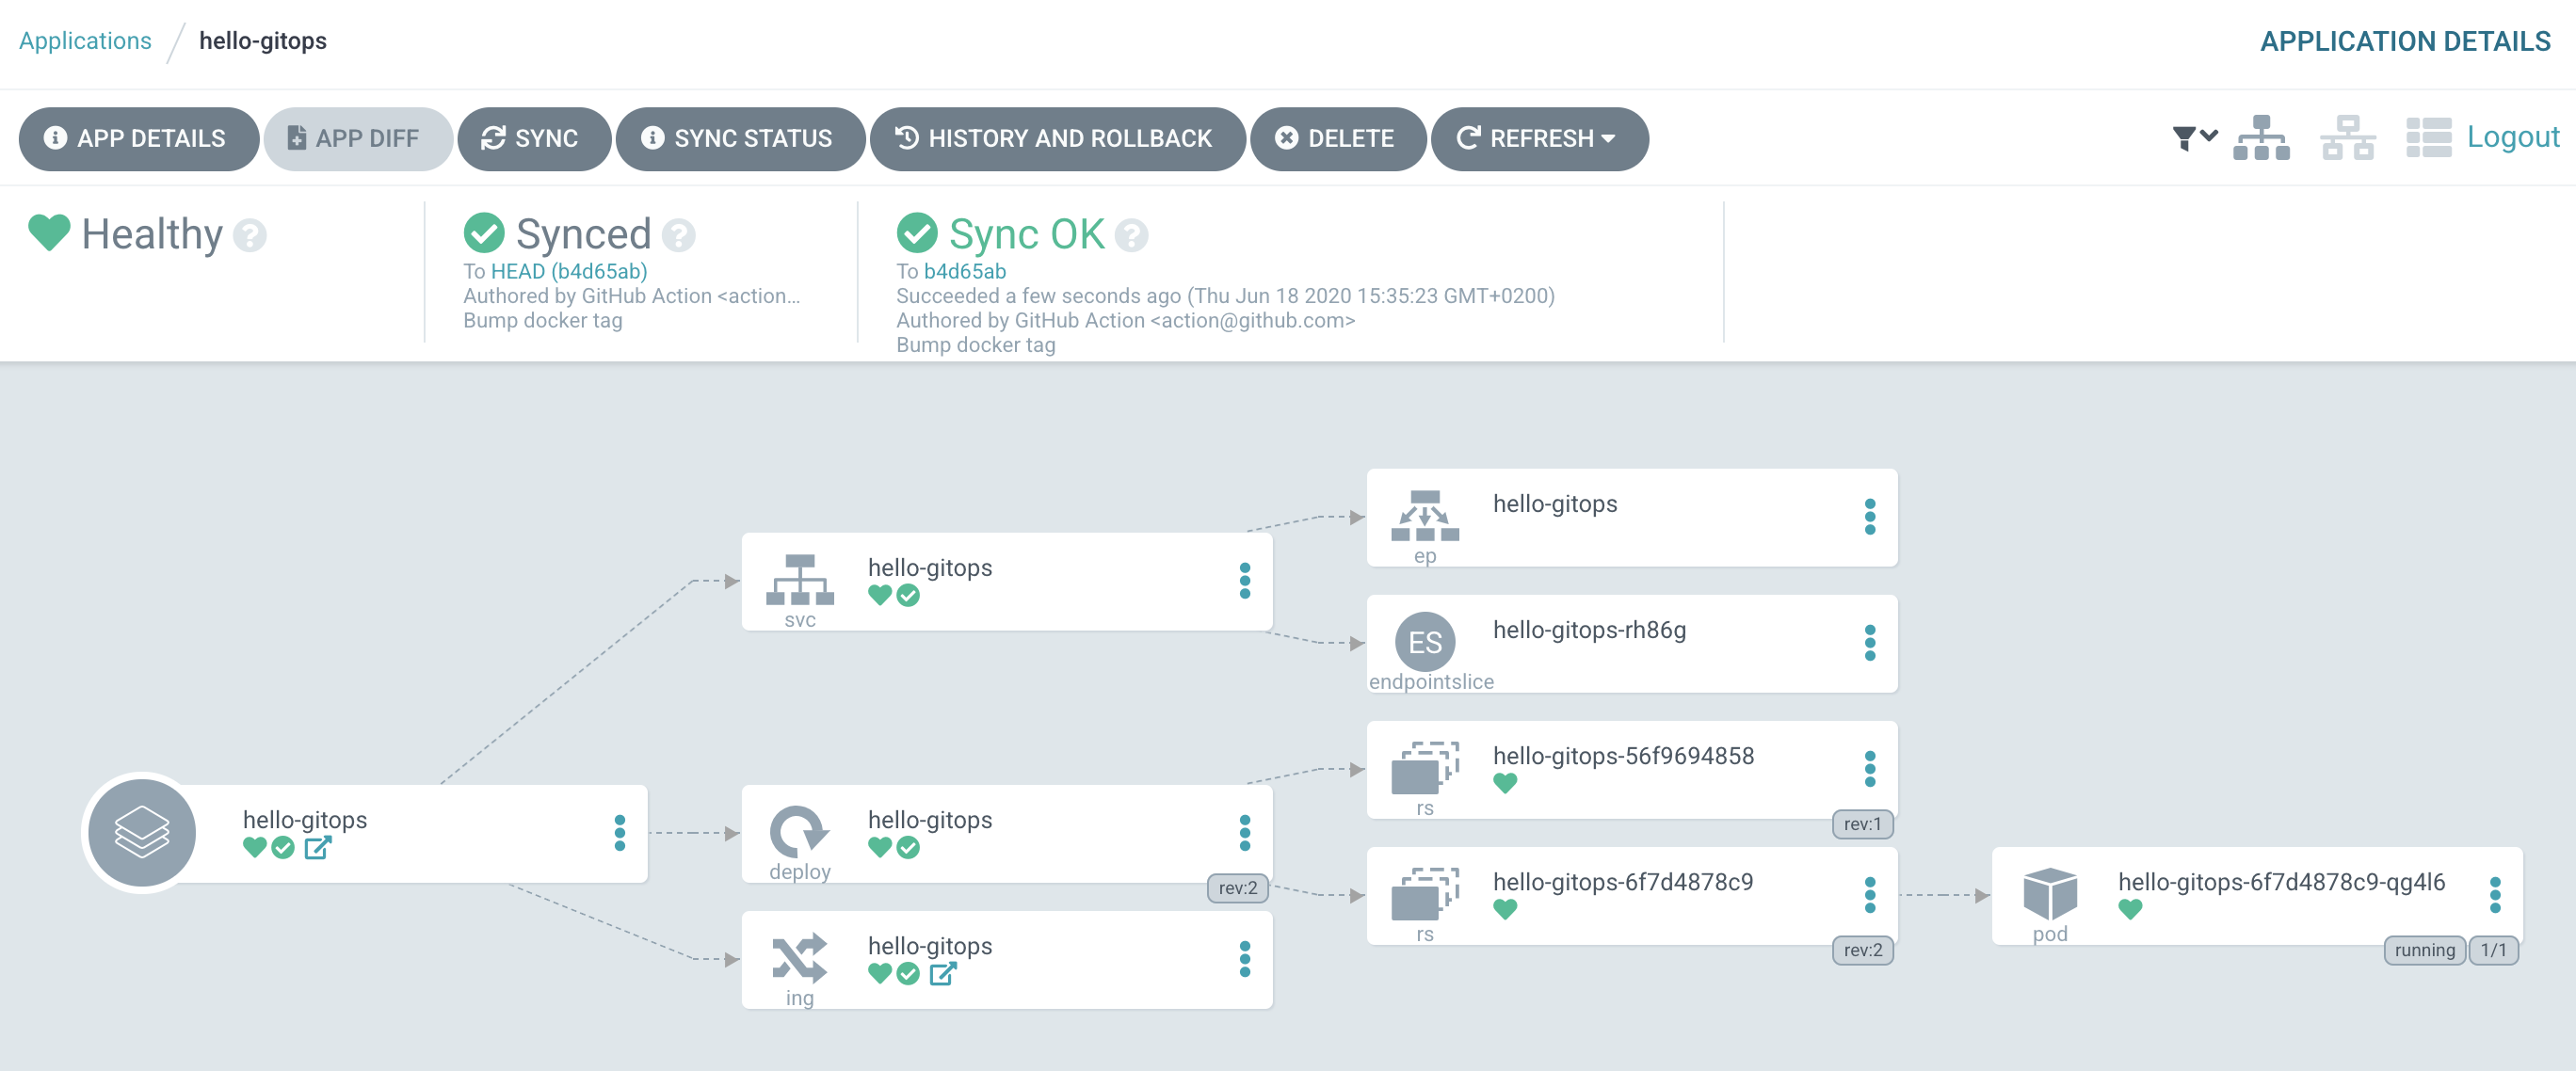 Applications / hello-gitops
APPLICATION DETAILS
APP DETAILS
APP DIFF
SYNC
SYNC STATUS
HISTORY AND ROLLBACK
DELETE
REFRESH
Logout
Healthy ?
Synced ?
To HEAD (b4d65ab)
Authored by GitHub Action <action...
Bump docker tag
Sync OK ?
To b4d65ab
Succeeded a few seconds ago (Thu Jun 18 2020 15:35:23 GMT+0200)
Authored by GitHub Action <action@github.com>
Bump docker tag
hello-gitops
hello-gitops
svc
hello-gitops
deploy
rev:2
hello-gitops
ing
hello-gitops
ep
ES
hello-gitops-rh86g
endpointslice
hello-gitops-56f9694858
rs
rev:1
hello-gitops-6f7d4878c9
rs
rev:2
hello-gitops-6f7d4878c9-qg4l6
pod
running
1/1